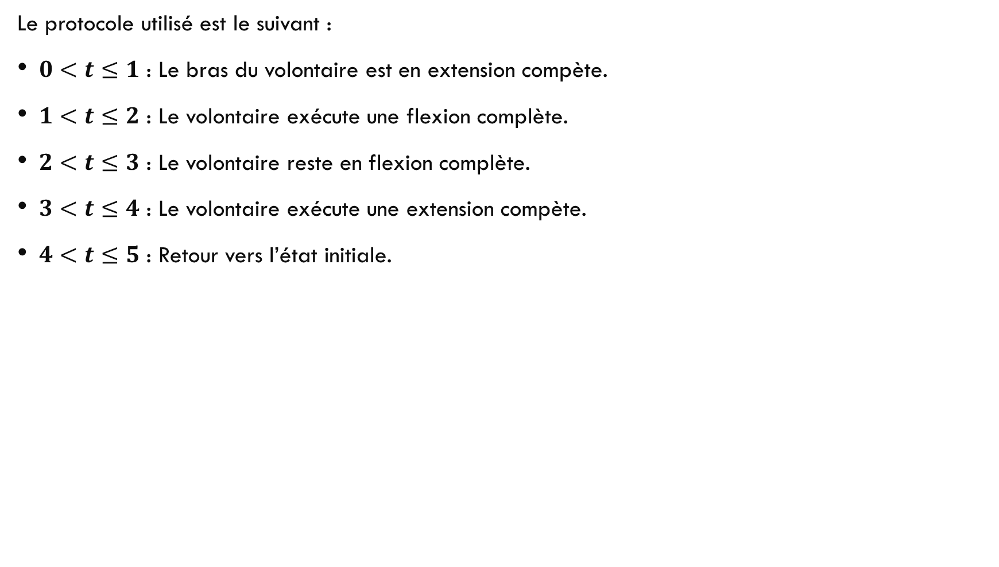 Le protocole utilisé est le suivant :
• 0 < t ≤ 1 : Le bras du volontaire est en extension compète.
• 1 < t ≤ 2 : Le volontaire exécute une flexion complète.
• 2 < t ≤ 3 : Le volontaire reste en flexion complète.
• 3 < t ≤ 4 : Le volontaire exécute une extension compète.
• 4 < t ≤ 5 : Retour vers l’état initiale.